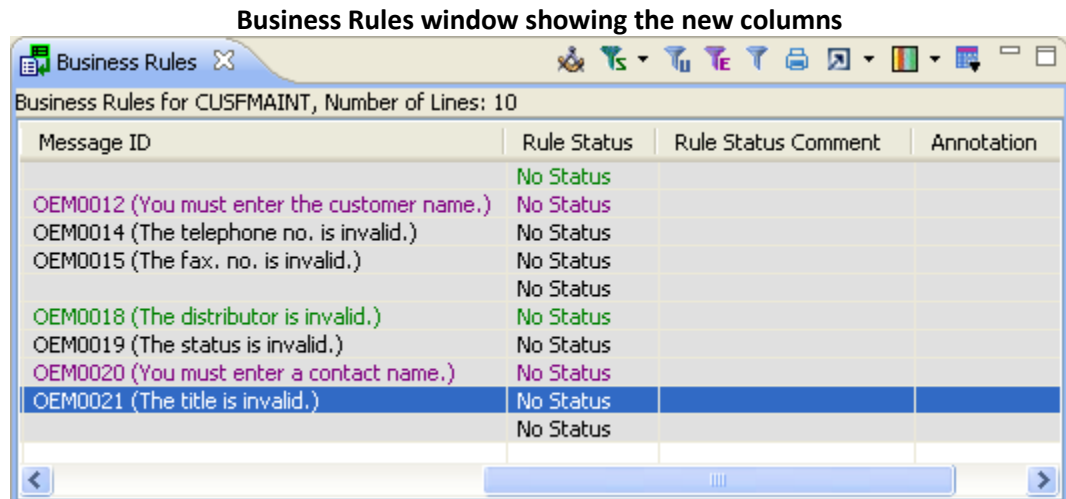 Business Rules window showing the new columns
Business Rules
Business Rules for CUSFMAINT, Number of Lines: 10
Message ID Rule Status Rule Status Comment Annotation
No Status
OEM0012 (You must enter the customer name.) No Status
OEM0014 (The telephone no. is invalid.) No Status
OEM0015 (The fax. no. is invalid.) No Status
No Status
OEM0018 (The distributor is invalid.) No Status
OEM0019 (The status is invalid.) No Status
OEM0020 (You must enter a contact name.) No Status
OEM0021 (The title is invalid.) No Status
No Status